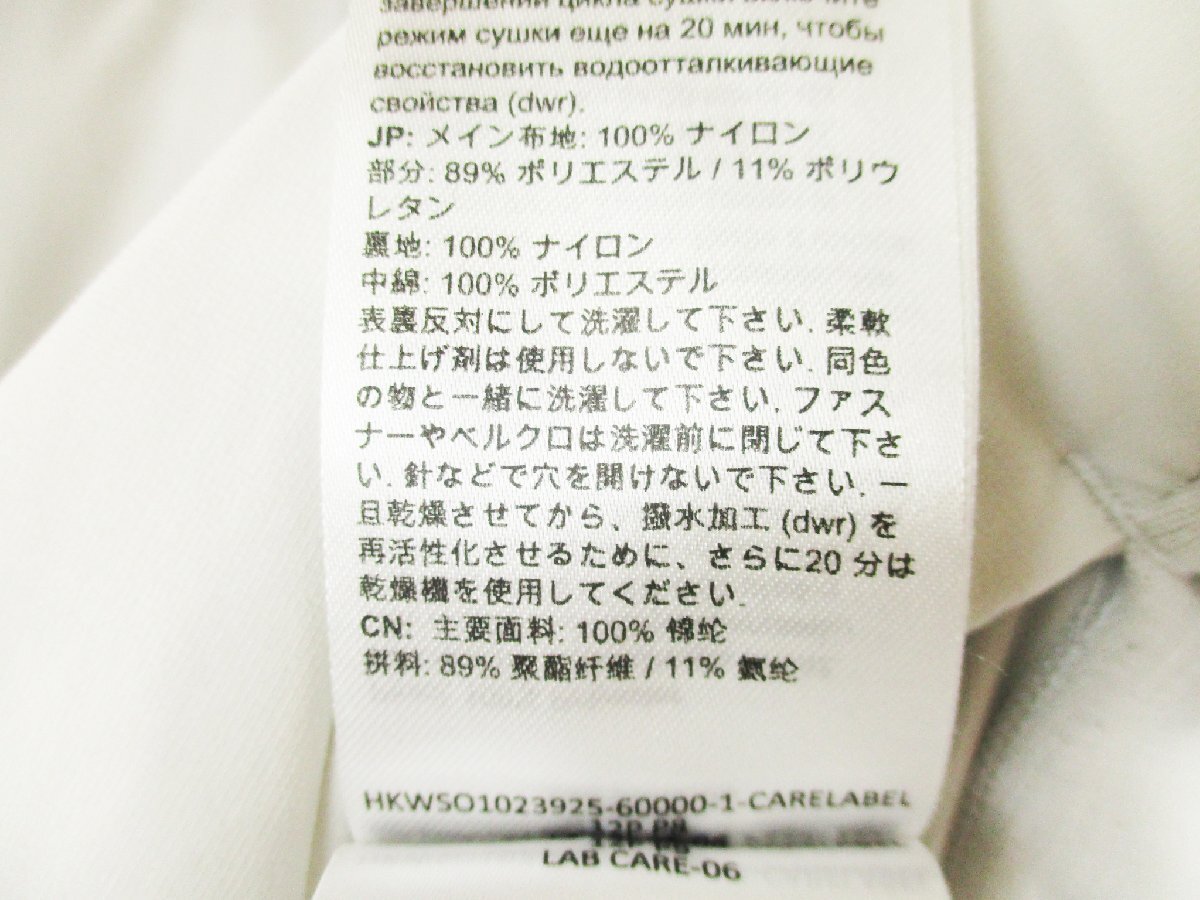 завершении цикла сушки включите
режим сушки еще на 20 мин, чтобы
восстановить водоотталкивающие
свойства (dwr).
JP: メイン布地: 100% ナイロン
部分: 89% ポリエステル / 11% ポリウ
レタン
裏地: 100% ナイロン
中綿: 100% ポリエステル
表裏反対にして洗濯して下さい. 柔軟
仕上げ剤は使用しないで下さい. 同色
の物と一緒に洗濯して下さい. ファス
ナーやベルクロは洗濯前に閉じて下さ
い. 針などで穴を開けないで下さい. 一
旦乾燥させてから、撥水加工 (dwr) を
再活性化させるために、さらに20 分は
乾燥機を使用してください.
CN: 主要面料: 100% 锦纶
拼料: 89% 聚酯纤维 / 11% 氨纶
HKWSO1023925-60000-1-CARELABEL
LAB CARE-06